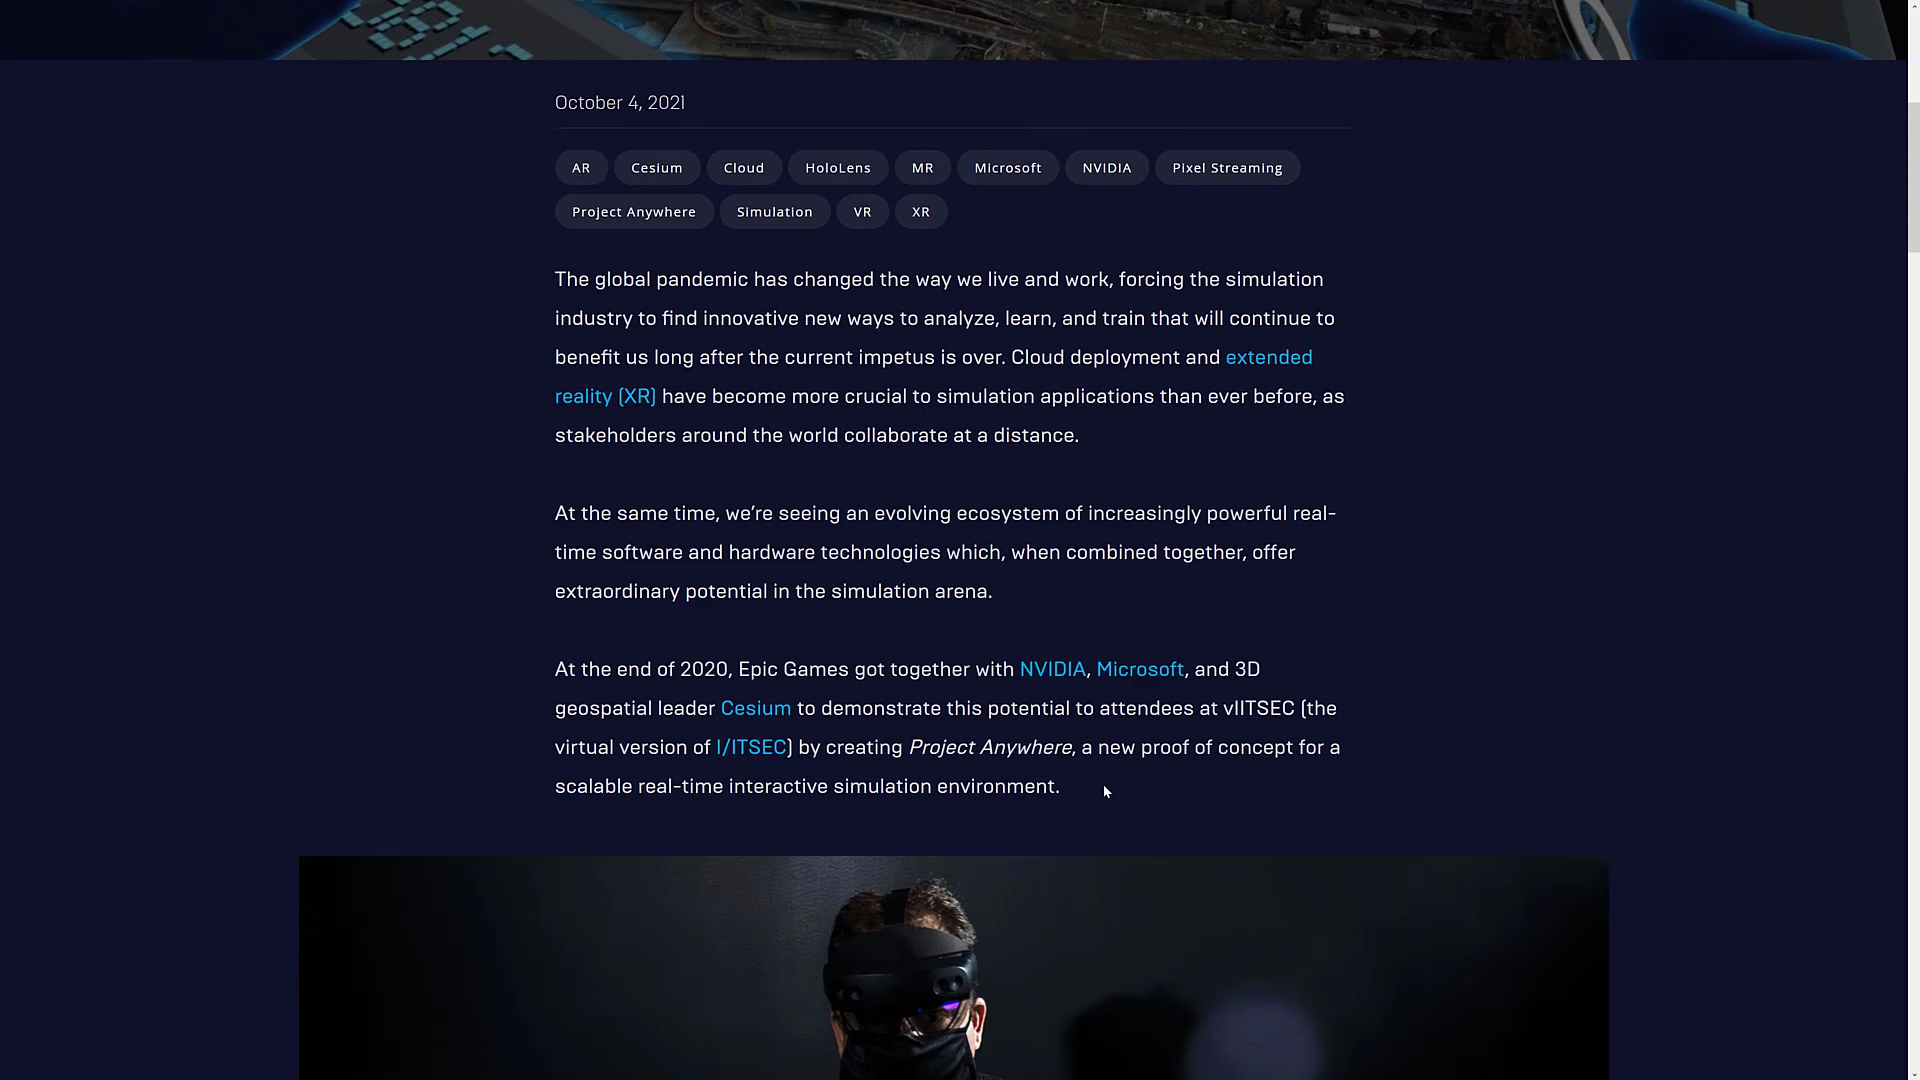 October 4, 2021
AR Cesium Cloud HoloLens MR Microsoft NVIDIA Pixel Streaming
Project Anywhere Simulation VR XR
The global pandemic has changed the way we live and work, forcing the simulation
industry to find innovative new ways to analyze, learn, and train that will continue to
benefit us long after the current impetus is over. Cloud deployment and extended
reality (XR) have become more crucial to simulation applications than ever before, as
stakeholders around the world collaborate at a distance.
At the same time, we’re seeing an evolving ecosystem of increasingly powerful real-
time software and hardware technologies which, when combined together, offer
extraordinary potential in the simulation arena.
At the end of 2020, Epic Games got together with NVIDIA, Microsoft, and 3D
geospatial leader Cesium to demonstrate this potential to attendees at vIITSEC (the
virtual version of I/ITSEC) by creating Project Anywhere, a new proof of concept for a
scalable real-time interactive simulation environment.